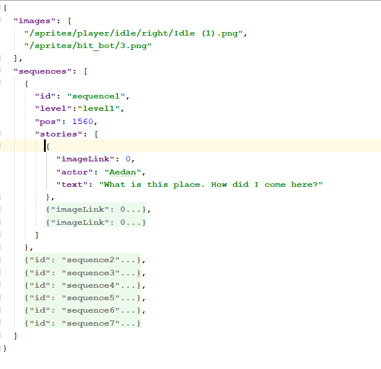 {
"images": [
"/sprites/player/idle/right/Idle (1).png",
"/sprites/bit_bot/3.png"
],
"sequences": [
{
"id": "sequence1",
"level":"level1",
"pos": 1560,
"stories": [
{
"imageLink": 0,
"actor": "Aedan",
"text": "What is this place. How did I come here?"
},
{"imageLink": 0...},
{"imageLink": 0...}
]
},
{"id": "sequence2"...},
{"id": "sequence3"...},
{"id": "sequence4"...},
{"id": "sequence5"...},
{"id": "sequence6"...},
{"id": "sequence7"...}
]
}